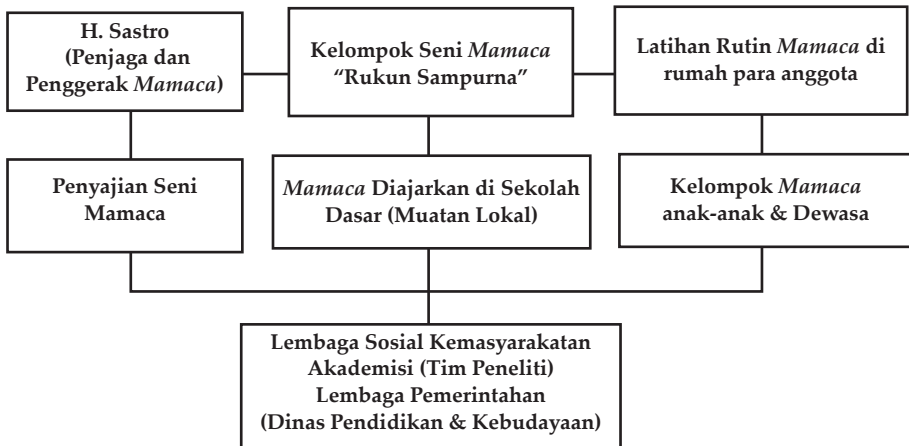 H. Sastro
(Penjaga dan
Penggerak Mamaca)
Kelompok Seni Mamaca
“Rukun Sampurna”
Latihan Rutin Mamaca di
rumah para anggota
Penyajian Seni
Mamaca
Mamaca Diajarkan di Sekolah
Dasar (Muatan Lokal)
Kelompok Mamaca
anak-anak & Dewasa
Lembaga Sosial Kemasyarakatan
Akademisi (Tim Peneliti)
Lembaga Pemerintahan
(Dinas Pendidikan & Kebudayaan)